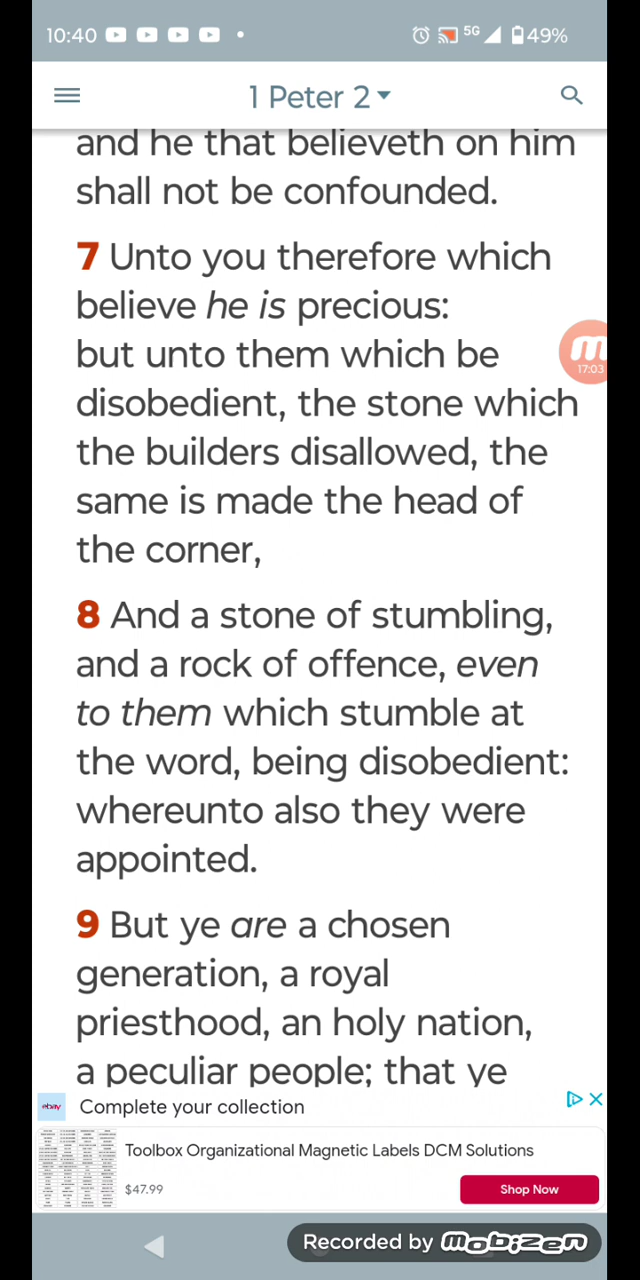 10:40
5G
49%
1 Peter 2
and he that believeth on him
shall not be confounded.
7 Unto you therefore which
believe he is precious:
but unto them which be
disobedient, the stone which
the builders disallowed, the
same is made the head of
the corner,
m
17:03
8 And a stone of stumbling,
and a rock of offence, even
to them which stumble at
the word, being disobedient:
whereunto also they were
appointed.
9 But ye are a chosen
generation, a royal
priesthood, an holy nation,
a peculiar people; that ye
ebay
Complete your collection
Toolbox Organizational Magnetic Labels DCM Solutions
$47.99
Shop Now
Recorded by mobizen